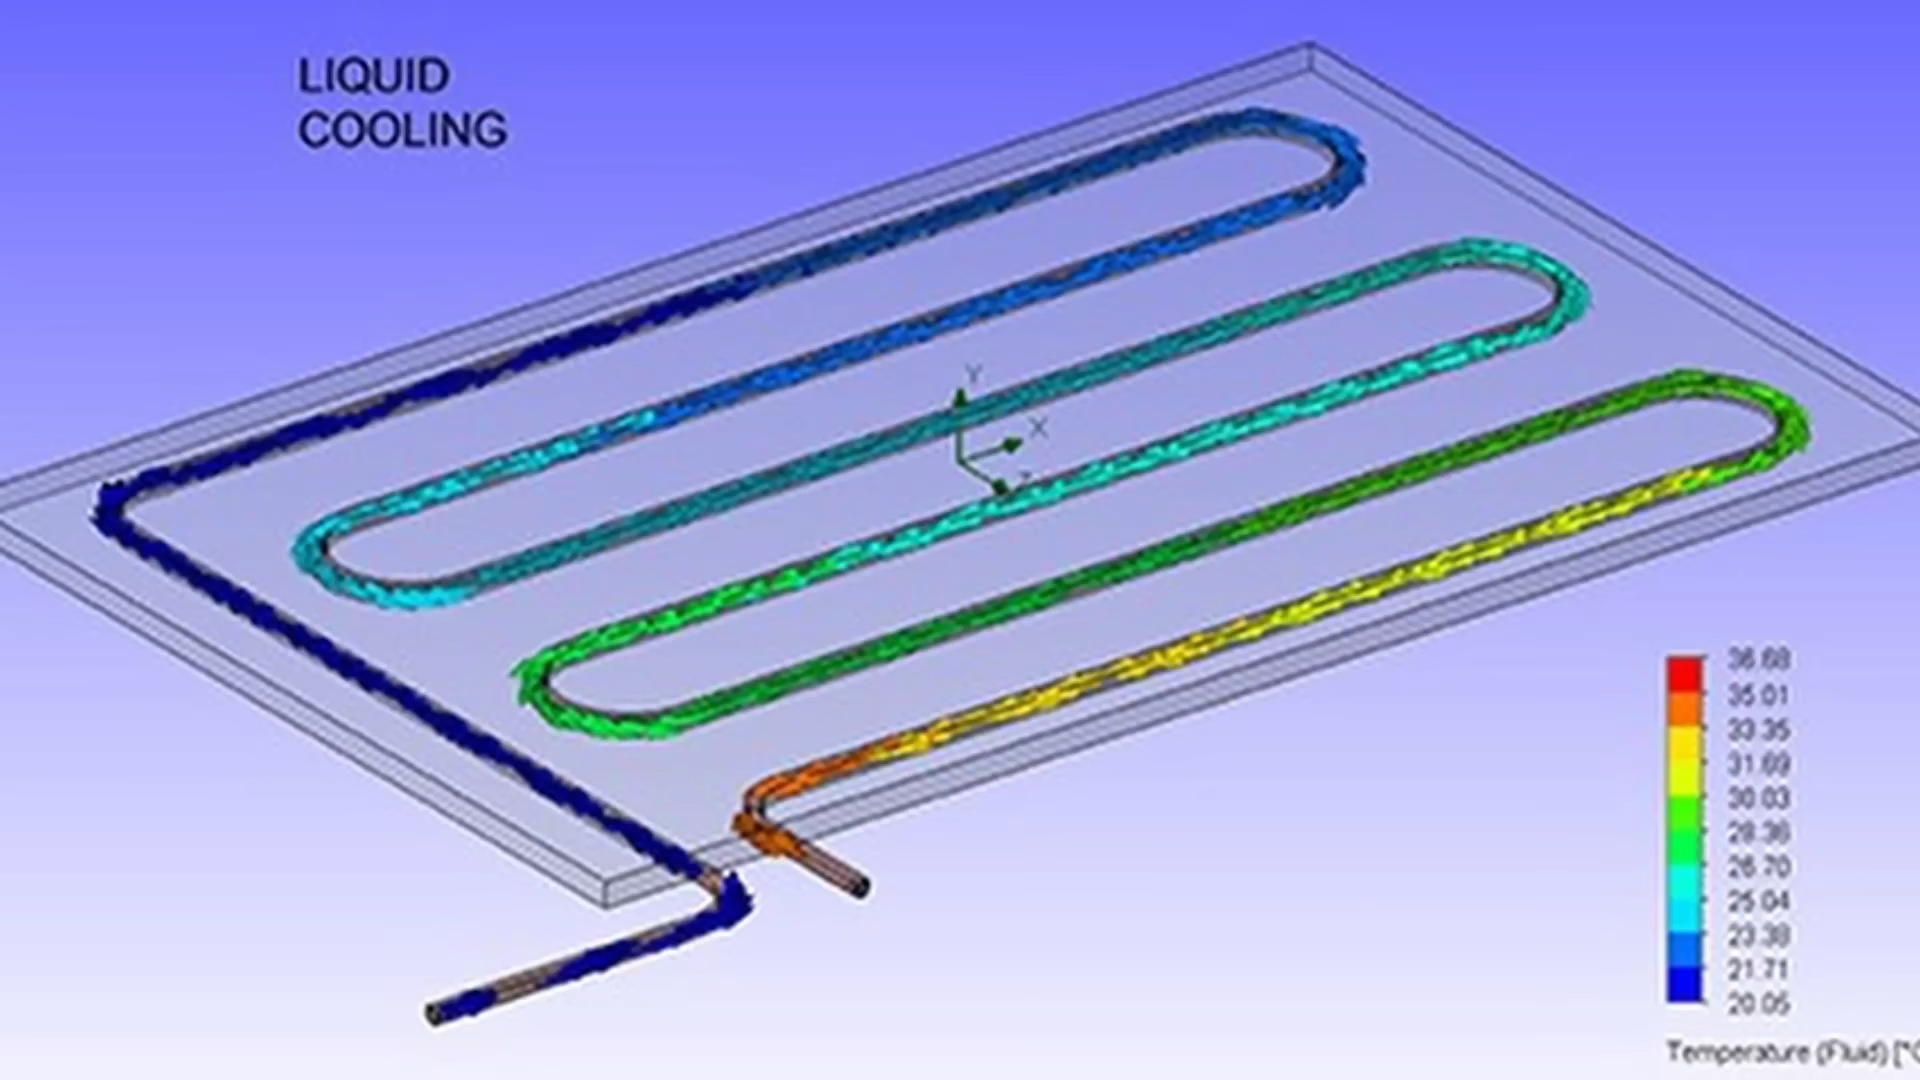 LIQUID
COOLING
Y
X
Z
36.68
35.01
33.35
31.69
30.03
28.36
26.70
25.04
23.38
21.71
20.05
Temperature (Fluid) [°C